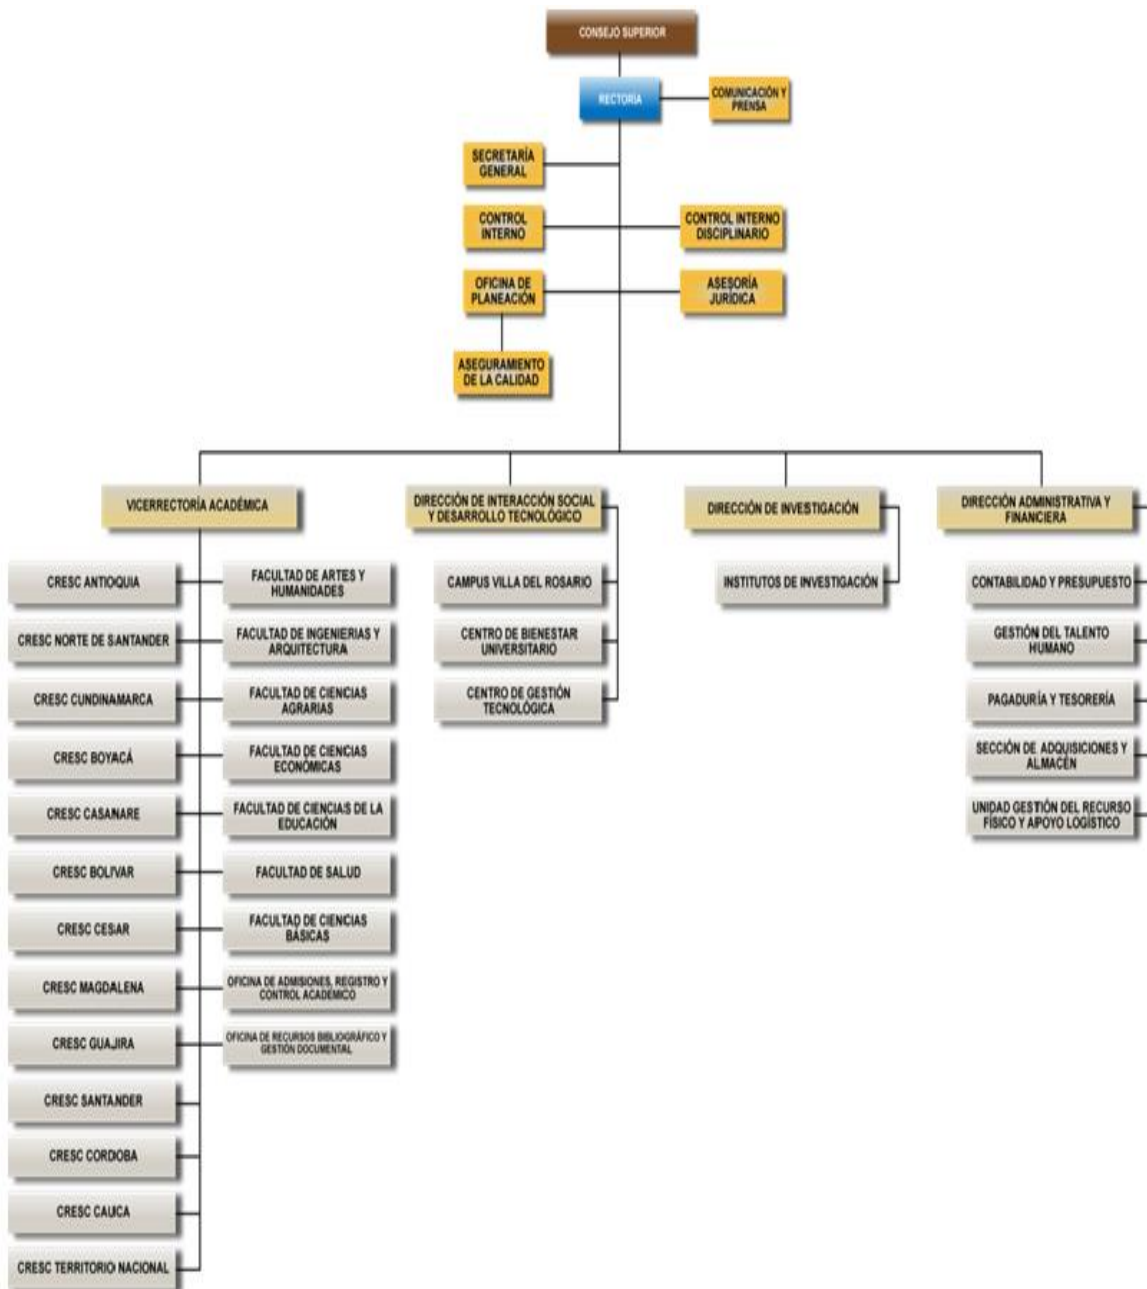 CONSEJO SUPERIOR
RECTORÍA
COMUNICACIÓN Y
PRENSA
SECRETARÍA
GENERAL
CONTROL
INTERNO
CONTROL INTERNO
DISCIPLINARIO
OFICINA DE
PLANEACIÓN
ASESORÍA
JURÍDICA
ASEGURAMIENTO
DE LA CALIDAD
VICERRECTORÍA ACADÉMICA
CRESC ANTIOQUIA
CRESC NORTE DE SANTANDER
CRESC CUNDINAMARCA
CRESC BOYACÁ
CRESC CASANARE
CRESC BOLIVAR
CRESC CESAR
CRESC MAGDALENA
CRESC GUAJIRA
CRESC SANTANDER
CRESC CORDOBA
CRESC CAUCA
CRESC TERRITORIO NACIONAL
FACULTAD DE ARTES Y
HUMANIDADES
FACULTAD DE INGENIERIAS Y
ARQUITECTURA
FACULTAD DE CIENCIAS
AGRARIAS
FACULTAD DE CIENCIAS
ECONÓMICAS
FACULTAD DE CIENCIAS DE LA
EDUCACIÓN
FACULTAD DE SALUD
FACULTAD DE CIENCIAS
BÁSICAS
OFICINA DE ADMISIONES, REGISTRO Y
CONTROL ACADÉMICO
OFICINA DE RECURSOS BIBLIOGRÁFICO Y
GESTIÓN DOCUMENTAL
DIRECCIÓN DE INTERACCIÓN SOCIAL
Y DESARROLLO TECNOLÓGICO
CAMPUS VILLA DEL ROSARIO
CENTRO DE BIENESTAR
UNIVERSITARIO
CENTRO DE GESTIÓN
TECNOLÓGICA
DIRECCIÓN DE INVESTIGACIÓN
INSTITUTOS DE INVESTIGACIÓN
DIRECCIÓN ADMINISTRATIVA Y
FINANCIERA
CONTABILIDAD Y PRESUPUESTO
GESTIÓN DEL TALENTO
HUMANO
PAGADURÍA Y TESORERÍA
SECCIÓN DE ADQUISICIONES Y
ALMACÉN
UNIDAD GESTIÓN DEL RECURSO
FÍSICO Y APOYO LOGÍSTICO